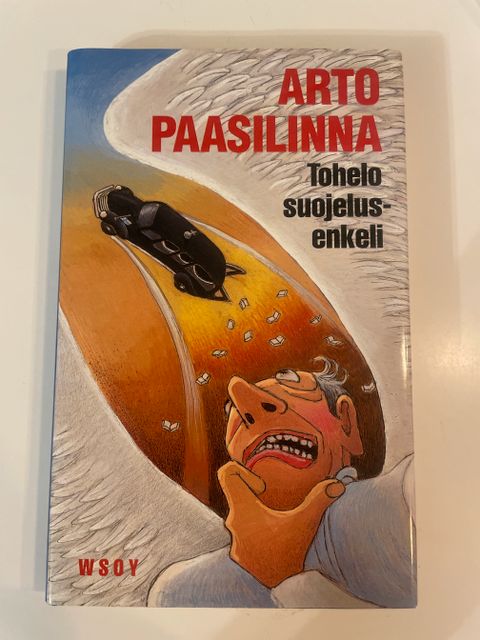 ARTO
PAASILINNA
Tohelo
suojelus-
enkeli
WSOY